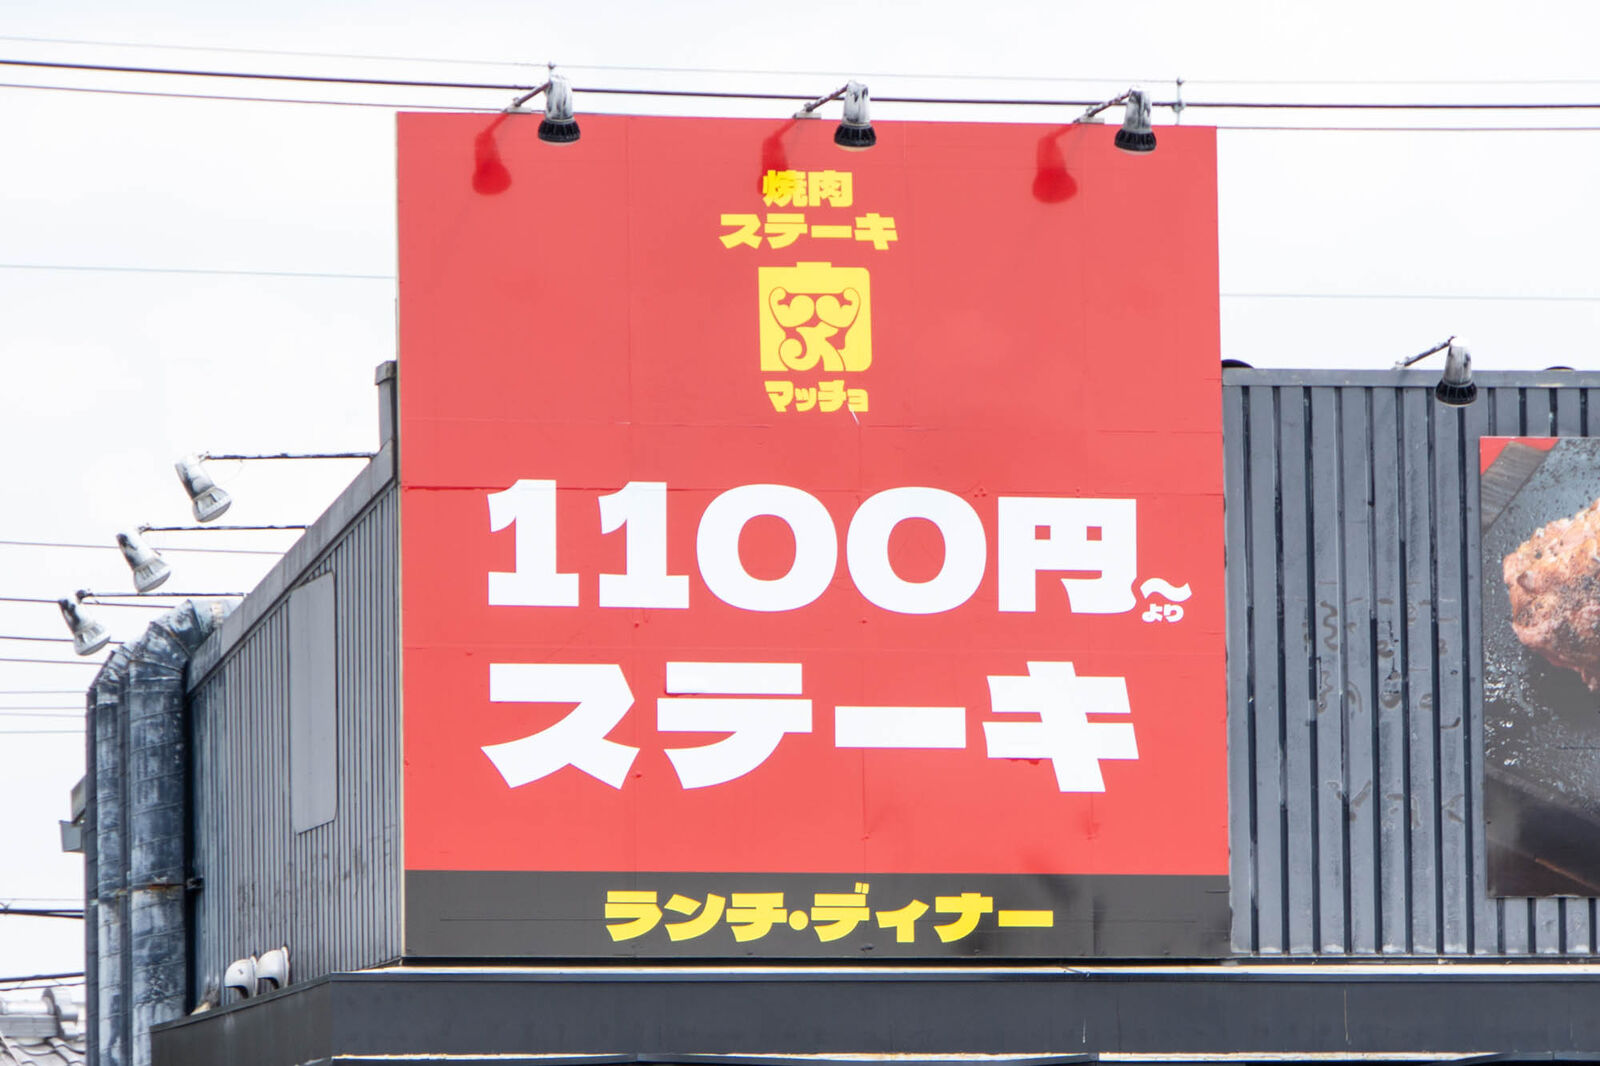 焼肉
ステーキ
マッチョ
1100円〜
より
ステーキ
ランチ・ディナー